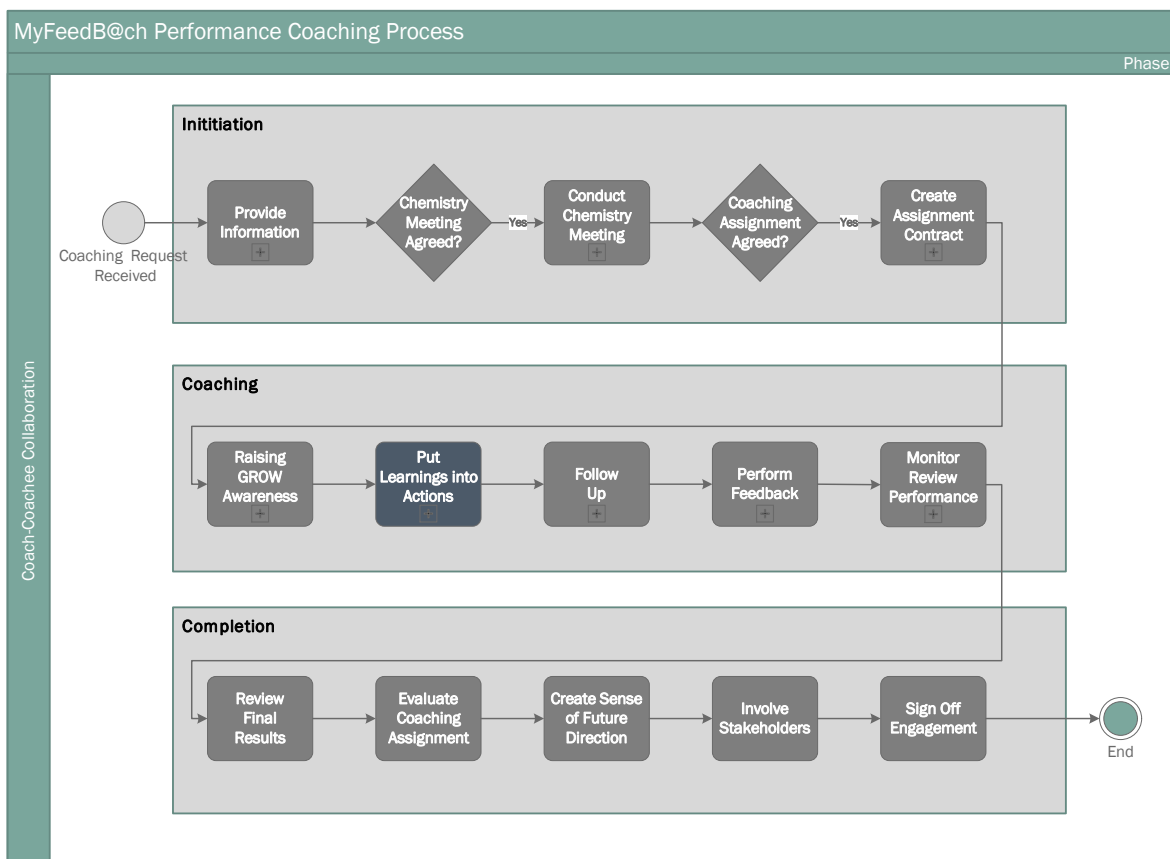 MyFeedB@ch Performance Coaching Process
Phase
Coach-Coachee Collaboration
Inititiation
Coaching Request
Received
Provide
Information
Chemistry
Meeting
Agreed?
Yes
Conduct
Chemistry
Meeting
Coaching
Assignment
Agreed?
Yes
Create
Assignment
Contract
Coaching
Raising
GROW
Awareness
Put
Learnings into
Actions
Follow
Up
Perform
Feedback
Monitor
Review
Performance
Completion
Review
Final
Results
Evaluate
Coaching
Assignment
Create Sense
of Future
Direction
Involve
Stakeholders
Sign Off
Engagement
End